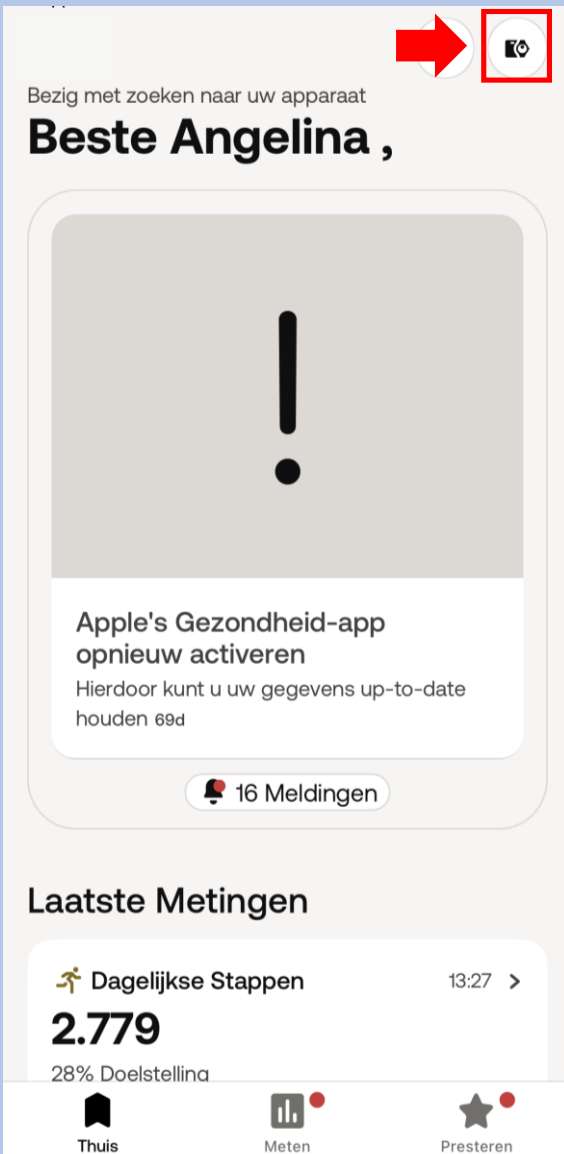 Bezig met zoeken naar uw apparaat
Beste Angelina ,
Apple's Gezondheid-app
opnieuw activeren
Hierdoor kunt u uw gegevens up-to-date
houden 69d
16 Meldingen
Laatste Metingen
Dagelijkse Stappen 13:27
2.779
28% Doelstelling
Thuis Meten Presteren